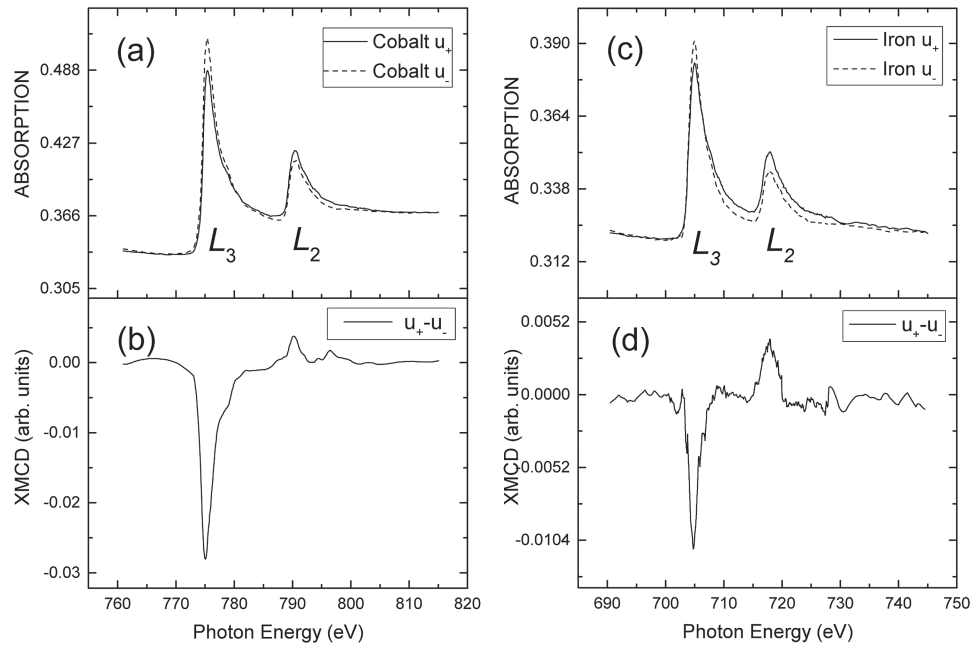 (a)
Cobalt u+
Cobalt u-
0.488
0.427
0.366
0.305
ABSORPTION
L3
L2
(b)
u+-u-
0.00
-0.01
-0.02
-0.03
XMCD (arb. units)
760 770 780 790 800 810 820
Photon Energy (eV)
(c)
Iron u+
Iron u-
0.390
0.364
0.338
0.312
ABSORPTION
L3
L2
(d)
u+-u-
0.0052
0.0000
-0.0052
-0.0104
XMCD (arb. units)
690 700 710 720 730 740 750
Photon Energy (eV)